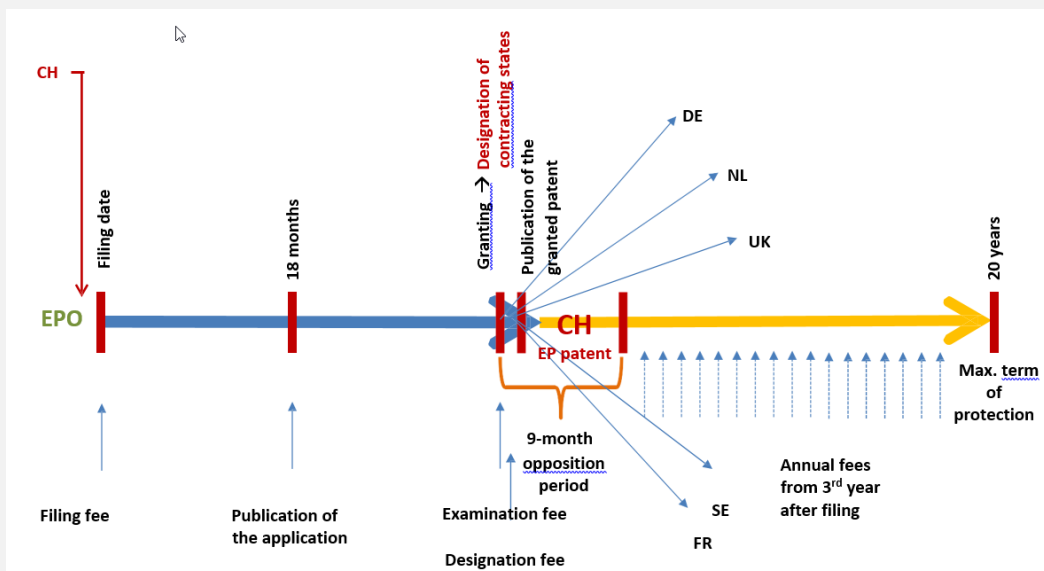 CH
Filing date
18 months
Granting → Designation of
contracting states
Publication of the
granted patent
DE
NL
UK
20 years
EPO
CH
EP patent
Max. term
of
protection
9-month
opposition
period
Annual fees
from 3rd year
after filing
Filing fee
Publication of
the application
Examination fee
Designation fee
SE
FR